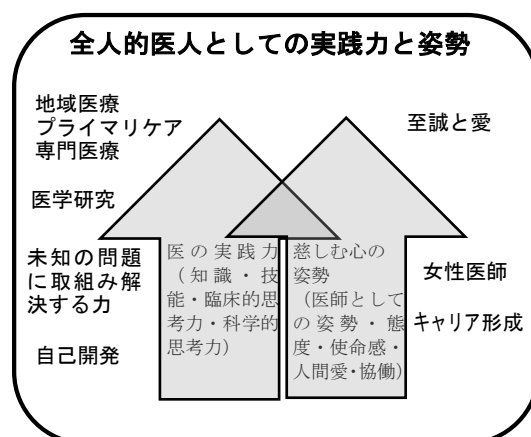 全人的医人としての実践力と姿勢
地域医療
プライマリケア
専門医療
医学研究
未知の問題
に取組み解
決する力
自己開発
医の実践力
（知識・技
能・臨床的思
考力・科学的
思考力）
慈しむ心の
姿勢
（医師として
の姿勢・態
度・使命感・
人間愛・協働）
至誠と愛
女性医師
キャリア形成